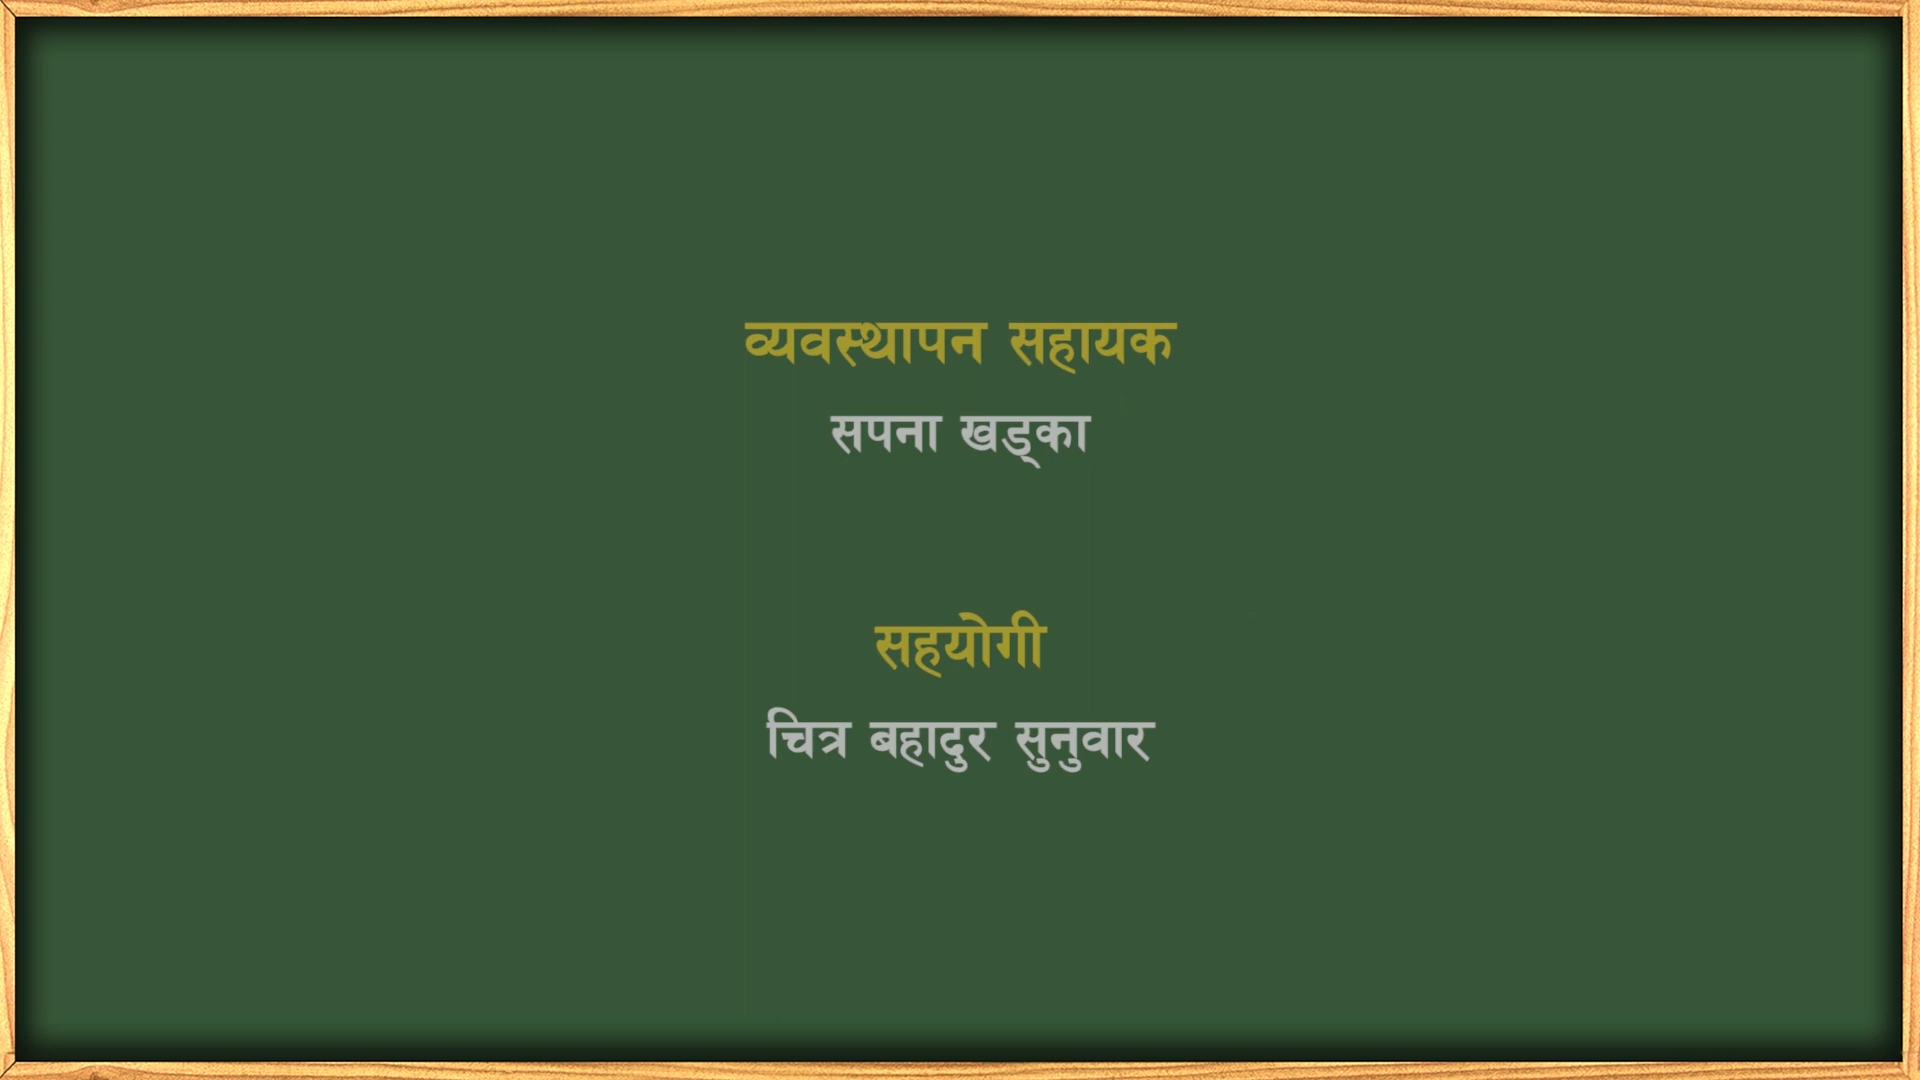 व्यवस्थापन सहायक
सपना खड्का
सहयोगी
चित्र बहादुर सुनुवार